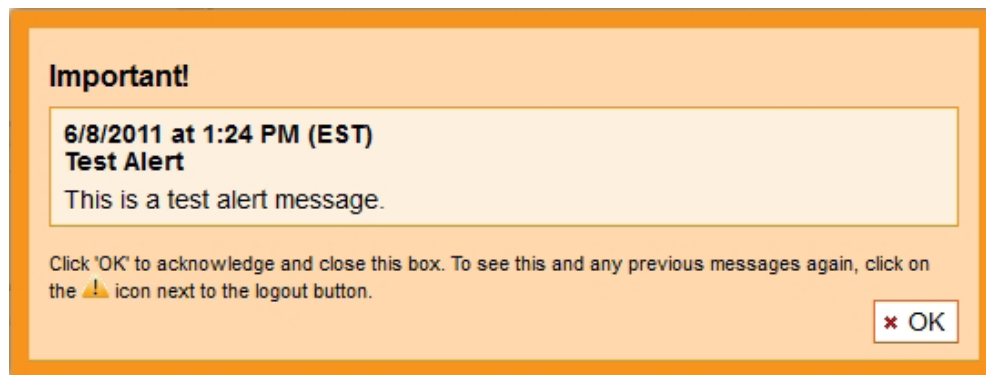 Important!
6/8/2011 at 1:24 PM (EST)
Test Alert
This is a test alert message.
Click 'OK' to acknowledge and close this box. To see this and any previous messages again, click on
the icon next to the logout button.
OK